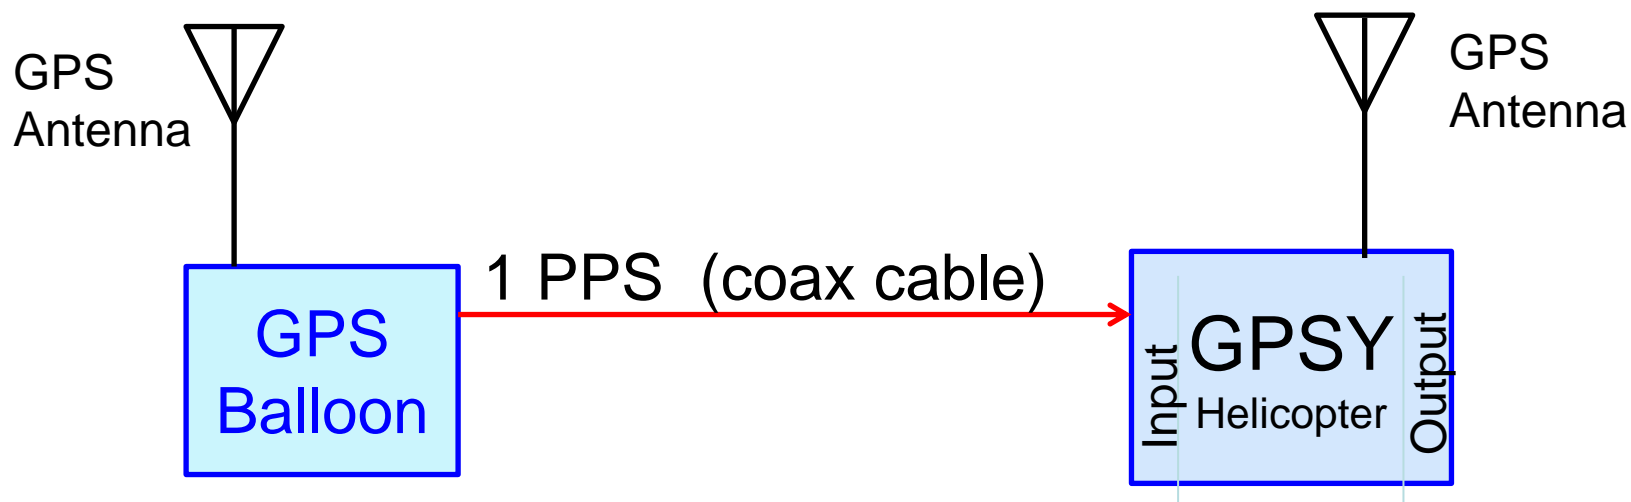 GPS
Antenna
GPS
Antenna
1 PPS (coax cable)
GPS
Balloon
Input
GPSY
Helicopter
Output